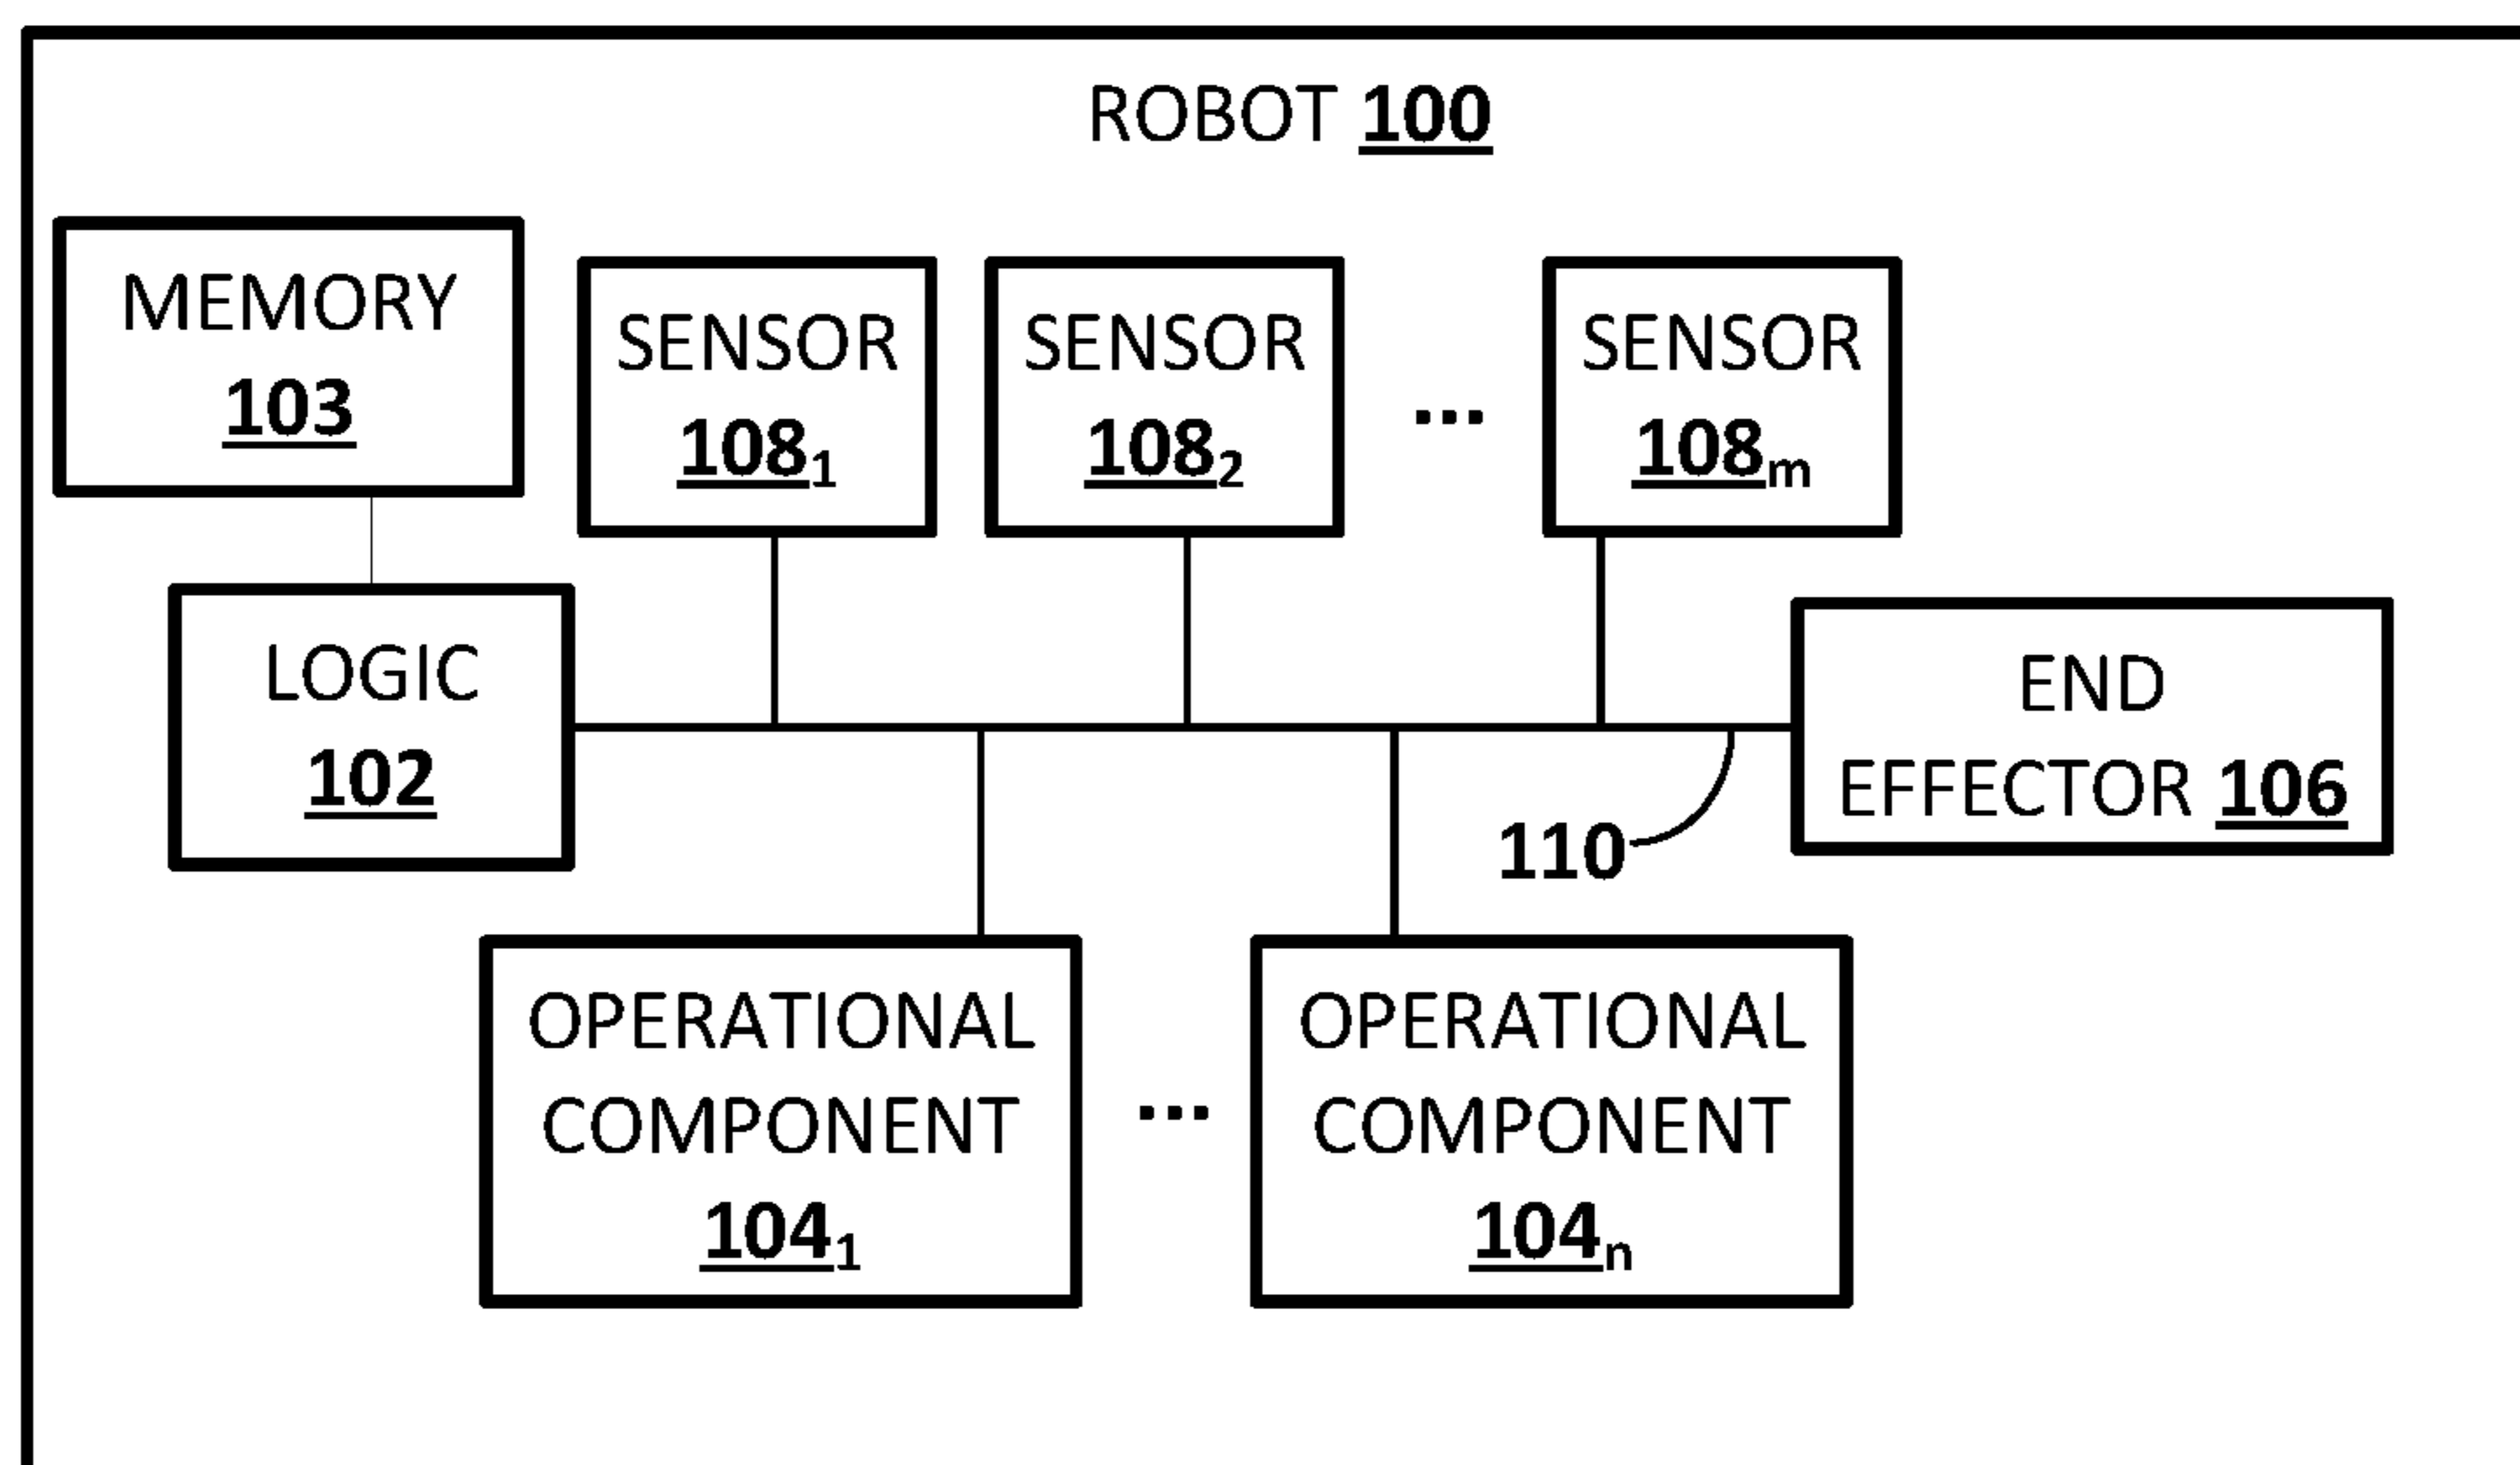 ROBOT 100
MEMORY
103
SENSOR
108₁
SENSOR
108₂
...
SENSOR
108ₘ
LOGIC
102
END
EFFECTOR 106
110
OPERATIONAL
COMPONENT
104₁
...
OPERATIONAL
COMPONENT
104ₙ